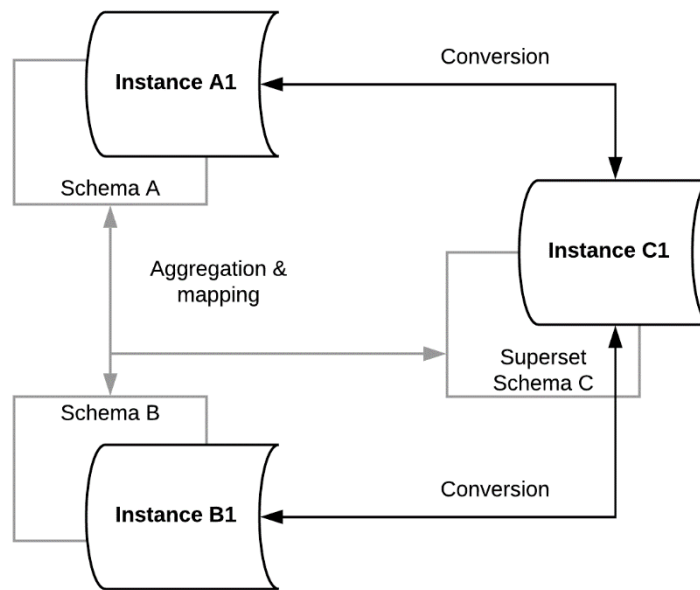 Instance A1
Conversion
Schema A
Instance C1
Aggregation &
mapping
Superset
Schema C
Schema B
Conversion
Instance B1